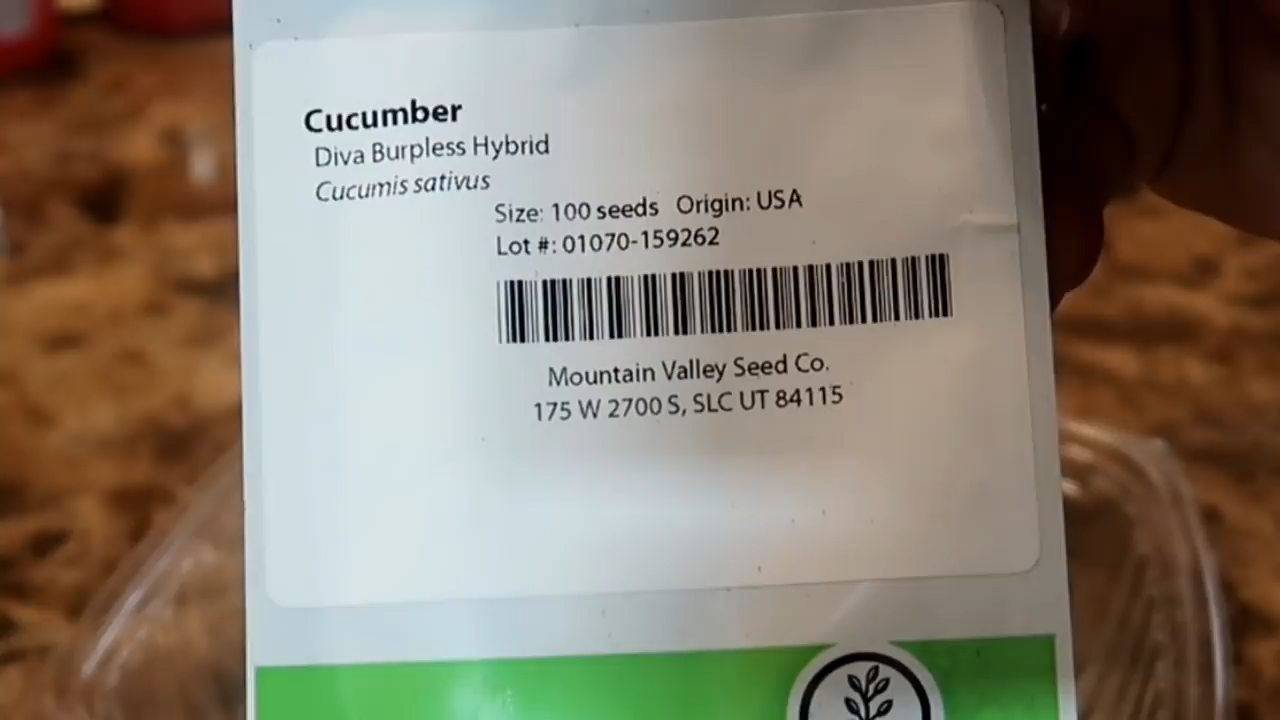 Cucumber
Diva Burpless Hybrid
Cucumis sativus
Size: 100 seeds Origin: USA
Lot #: 01070-159262
Mountain Valley Seed Co.
175 W 2700 S, SLC UT 84115